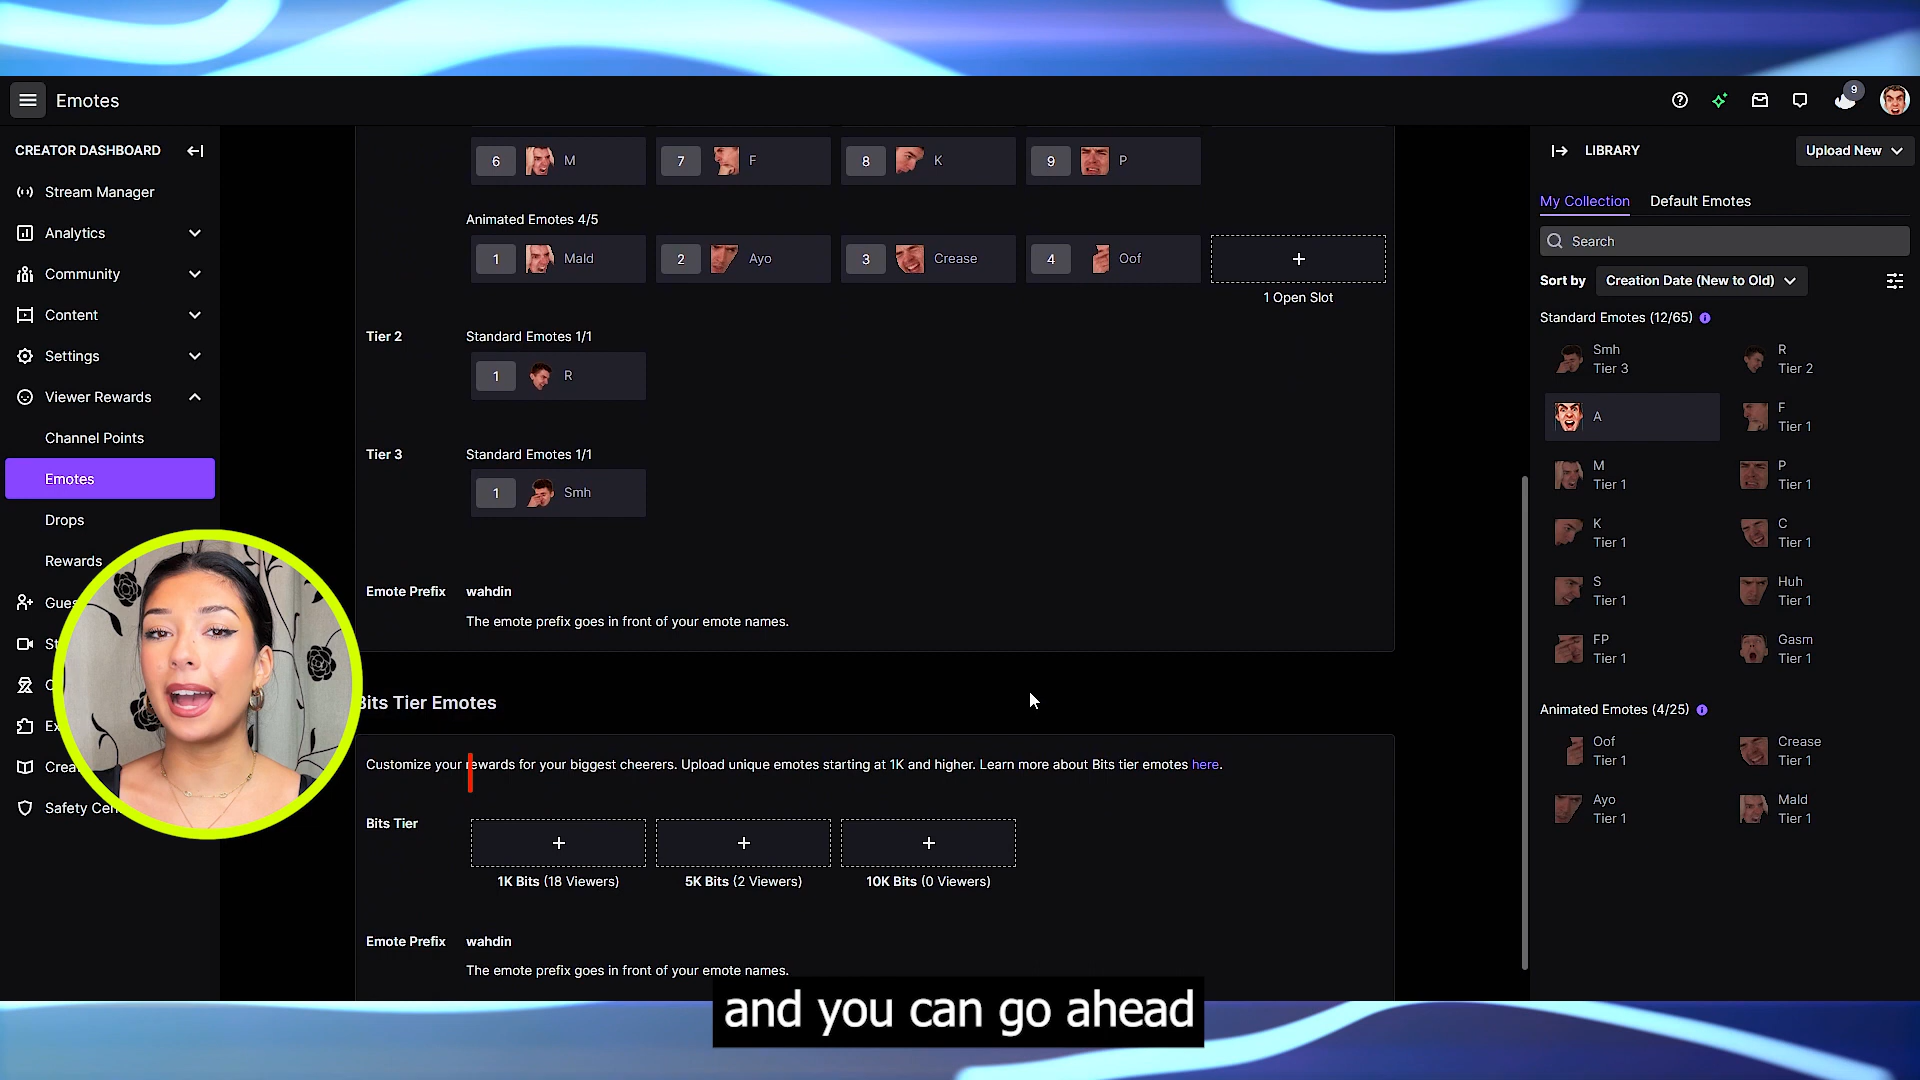 Emotes
9
CREATOR DASHBOARD
Stream Manager
Analytics
Community
Content
Settings
Viewer Rewards
Channel Points
Emotes
Drops
Rewards
Safety
6 M
7 F
8 K
9 P
Animated Emotes 4/5
1 Mald
2 Ayo
3 Crease
4 Oof
+
1 Open Slot
Tier 2
Standard Emotes 1/1
1 R
Tier 3
Standard Emotes 1/1
1 Smh
Emote Prefix
wahdin
The emote prefix goes in front of your emote names.
Bits Tier Emotes
Customize your rewards for your biggest cheerers. Upload unique emotes starting at 1K and higher. Learn more about Bits tier emotes here.
Bits Tier
+ + +
1K Bits (18 Viewers)
5K Bits (2 Viewers)
10K Bits (0 Viewers)
Emote Prefix
wahdin
The emote prefix goes in front of your emote names.
LIBRARY
Upload New
My Collection
Default Emotes
Search
Sort by
Creation Date (New to Old)
Standard Emotes (12/65)
Smh
Tier 3
R
Tier 2
A
F
Tier 1
M
Tier 1
P
Tier 1
K
Tier 1
C
Tier 1
S
Tier 1
Huh
Tier 1
FP
Tier 1
Gasm
Tier 1
Animated Emotes (4/25)
Oof
Tier 1
Crease
Tier 1
Ayo
Tier 1
Mald
Tier 1
and you can go ahead